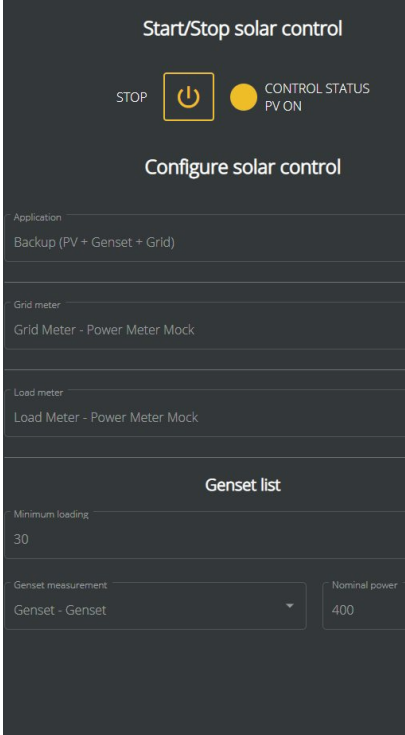 Start/Stop solar control
STOP
CONTROL STATUS
PV ON
Configure solar control
Application
Backup (PV + Genset + Grid)
Grid meter
Grid Meter - Power Meter Mock
Load meter
Load Meter - Power Meter Mock
Genset list
Minimum loading
30
Genset measurement
Genset - Genset
Nominal power
400